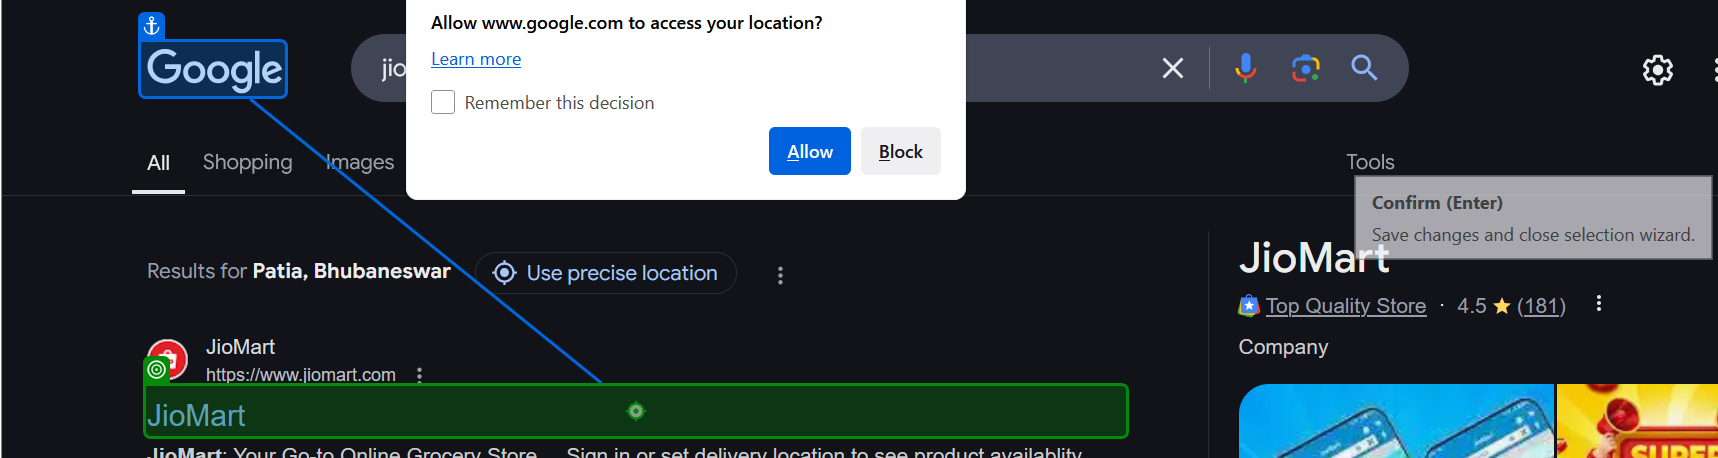 Allow www.google.com to access your location?
Learn more
Remember this decision
Allow Block
Google
jio
All Shopping Images Tools
Confirm (Enter)
Save changes and close selection wizard.
Results for Patia, Bhubaneswar Use precise location
JioMart
https://www.jiomart.com
JioMart
JioMart: Your Go-to Online Grocery Store Sign in or set delivery location to see product availablity
JioMart
Top Quality Store · 4.5 (181)
Company
SUPER